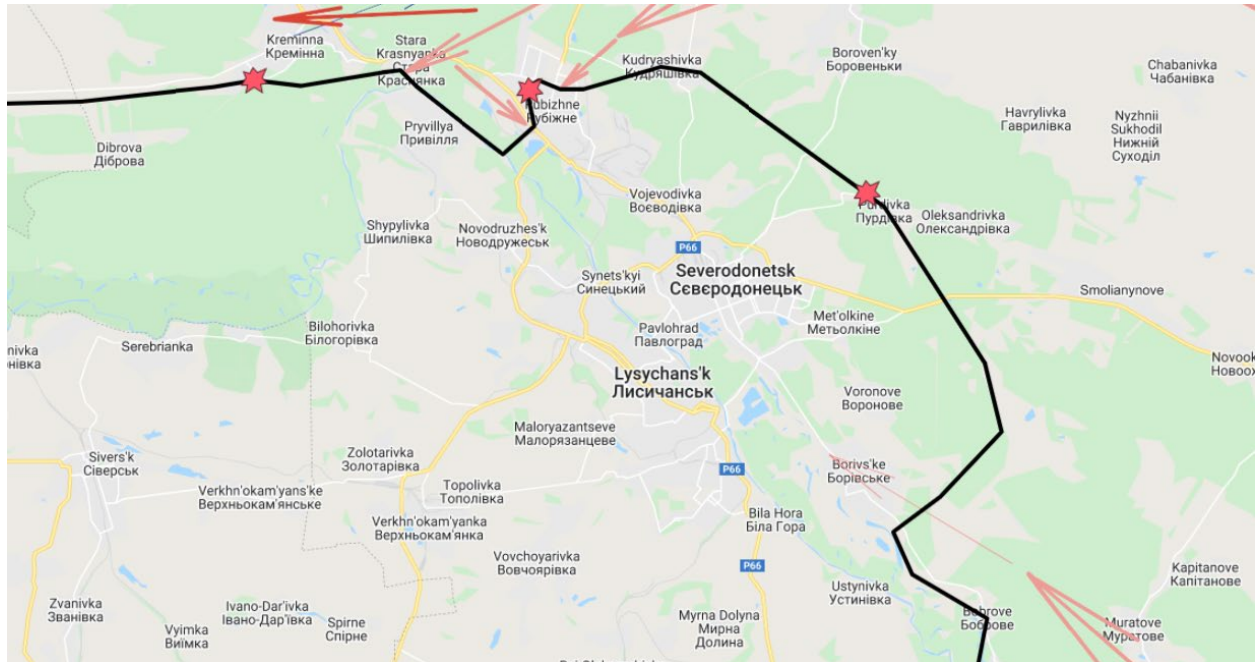 Kreminna
Кремінна
Stara
Krasnyanka
Стара
Краснянка
Kudryashivka
Кудряшівка
Boroven'ky
Боровеньки
Chabanivka
Чабанівка
Rubizhne
Рубіжне
Havrylivka
Гаврилівка
Nyzhnii
Sukhodil
Нижній
Суходіл
Pryvillya
Привілля
Dibrova
Діброва
Vojevodivka
Воєводівка
Purdivka
Пурдівка
Oleksandrivka
Олександрівка
Shypylivka
Шипилівка
Novodruzhes'k
Новодружеськ
P66
Synets'kyi
Синецький
Severodonetsk
Сєвєродонецьк
Smolianynove
Met'olkine
Метьолкіне
Bilohorivka
Білогорівка
Pavlohrad
Павлоград
Serebrianka
Lysychans'k
Лисичанськ
Voronove
Воронове
Maloryazantseve
Малорязанцеве
Zolotarivka
Золотарівка
Sivers'k
Сіверськ
P66
Borivs'ke
Борівське
Verkhn'okam'yans'ke
Верхньокам'янське
Topolivka
Тополівка
Bila Hora
Біла Гора
Verkhn'okam'yanka
Верхньокам'янка
Vovchoyarivka
Вовчоярівка
P66
Kapitanove
Капітанове
Ustynivka
Устинівка
Zvanivka
Званівка
Ivano-Dar'ivka
Івано-Дар'ївка
Spirne
Спірне
Vyimka
Виїмка
Myrna Dolyna
Мирна
Долина
Bobrove
Боброве
Muratove
Муратове